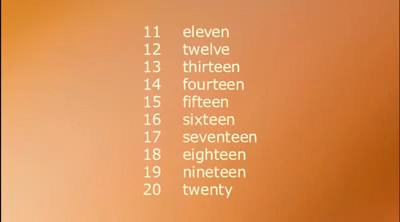 11 eleven
12 twelve
13 thirteen
14 fourteen
15 fifteen
16 sixteen
17 seventeen
18 eighteen
19 nineteen
20 twenty